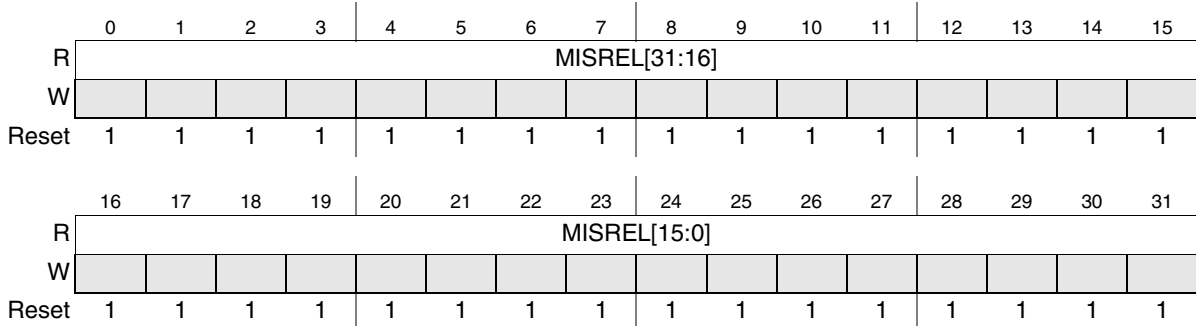 0 1 2 3 4 5 6 7 8 9 10 11 12 13 14 15
R MISREL[31:16]
W
Reset 1 1 1 1 1 1 1 1 1 1 1 1 1 1 1 1
16 17 18 19 20 21 22 23 24 25 26 27 28 29 30 31
R MISREL[15:0]
W
Reset 1 1 1 1 1 1 1 1 1 1 1 1 1 1 1 1